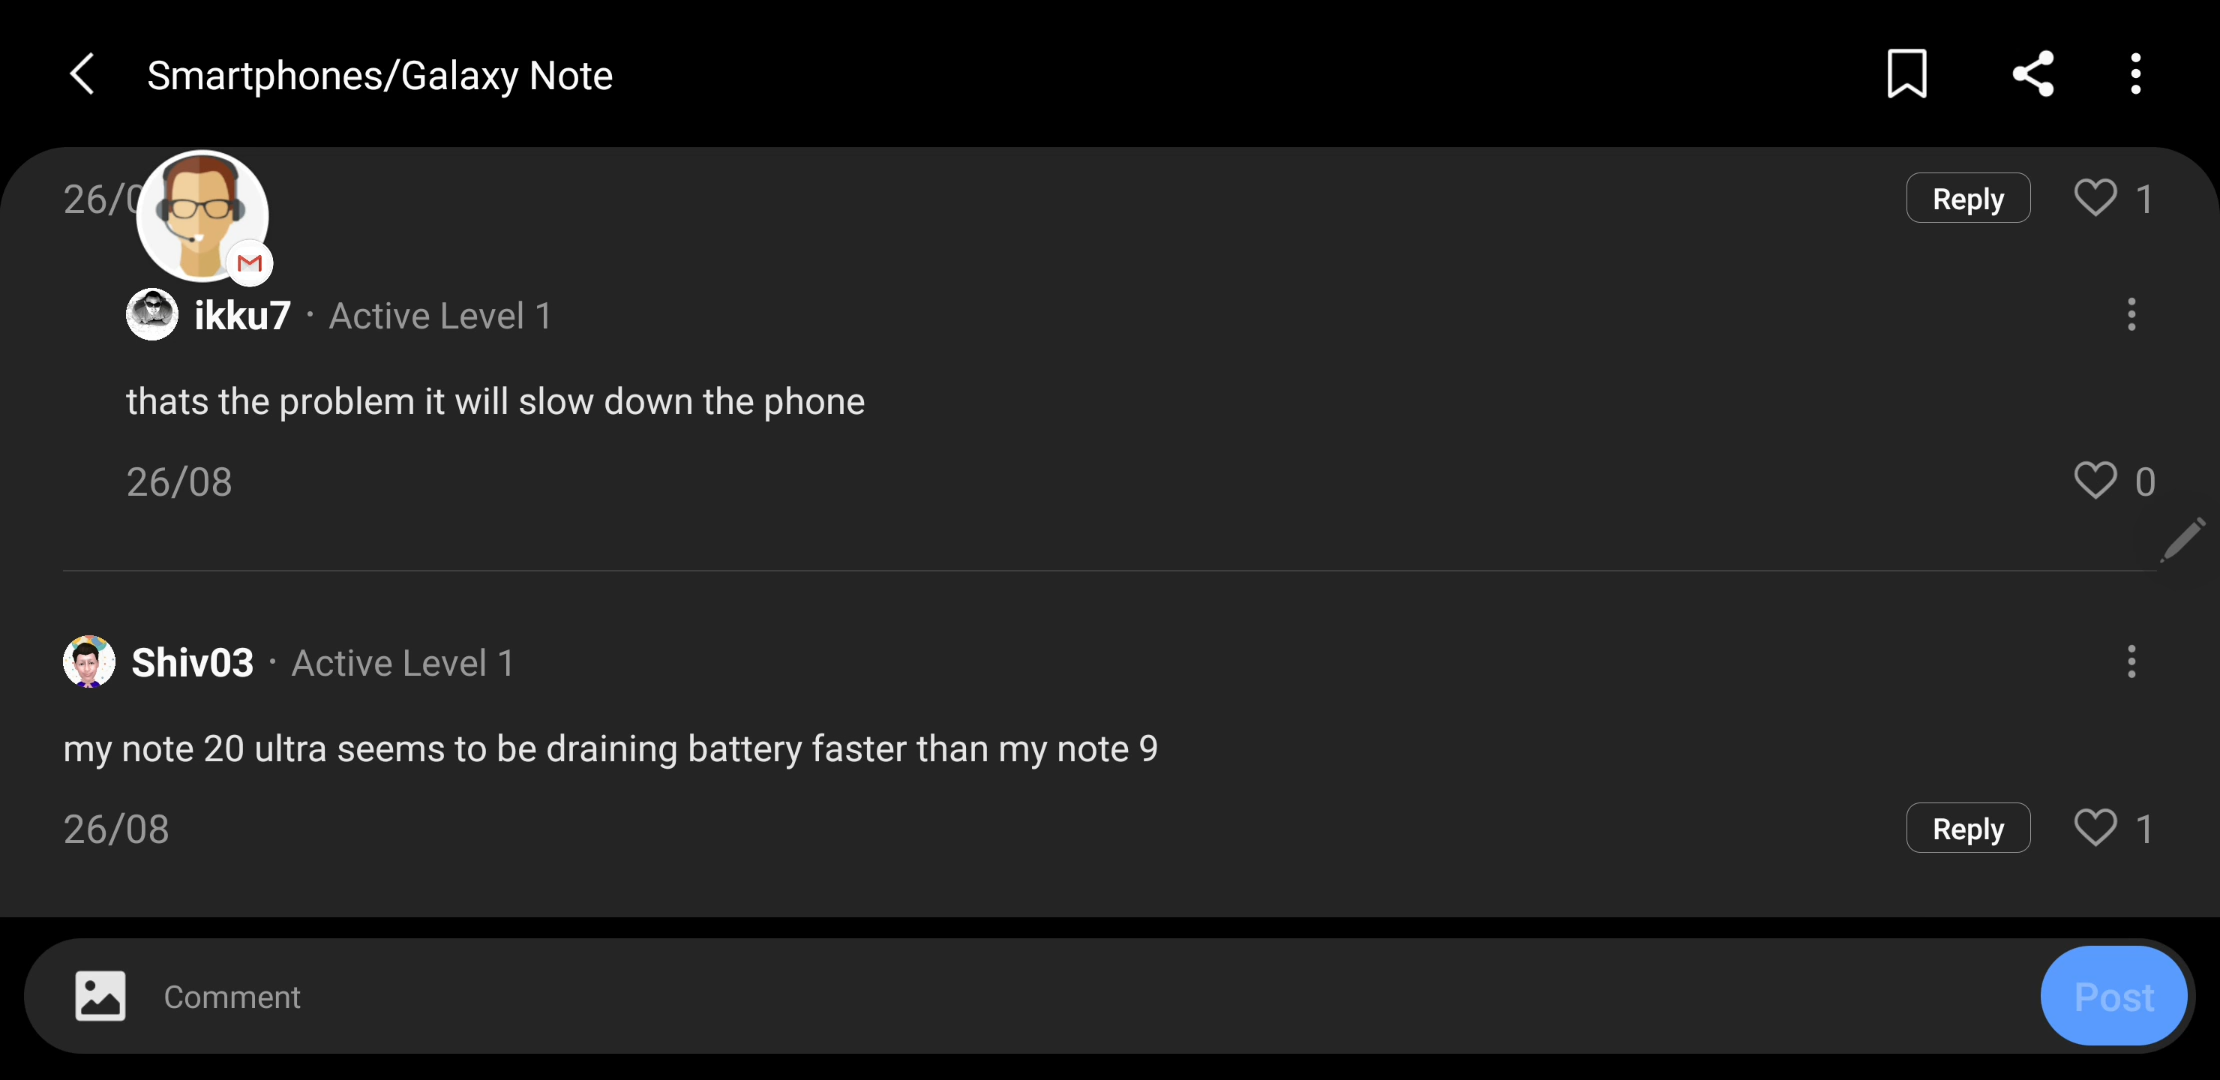 Smartphones/Galaxy Note
26/0
Reply 1
ikku7 · Active Level 1
thats the problem it will slow down the phone
26/08 0
Shiv03 · Active Level 1
my note 20 ultra seems to be draining battery faster than my note 9
26/08 Reply 1
Comment Post